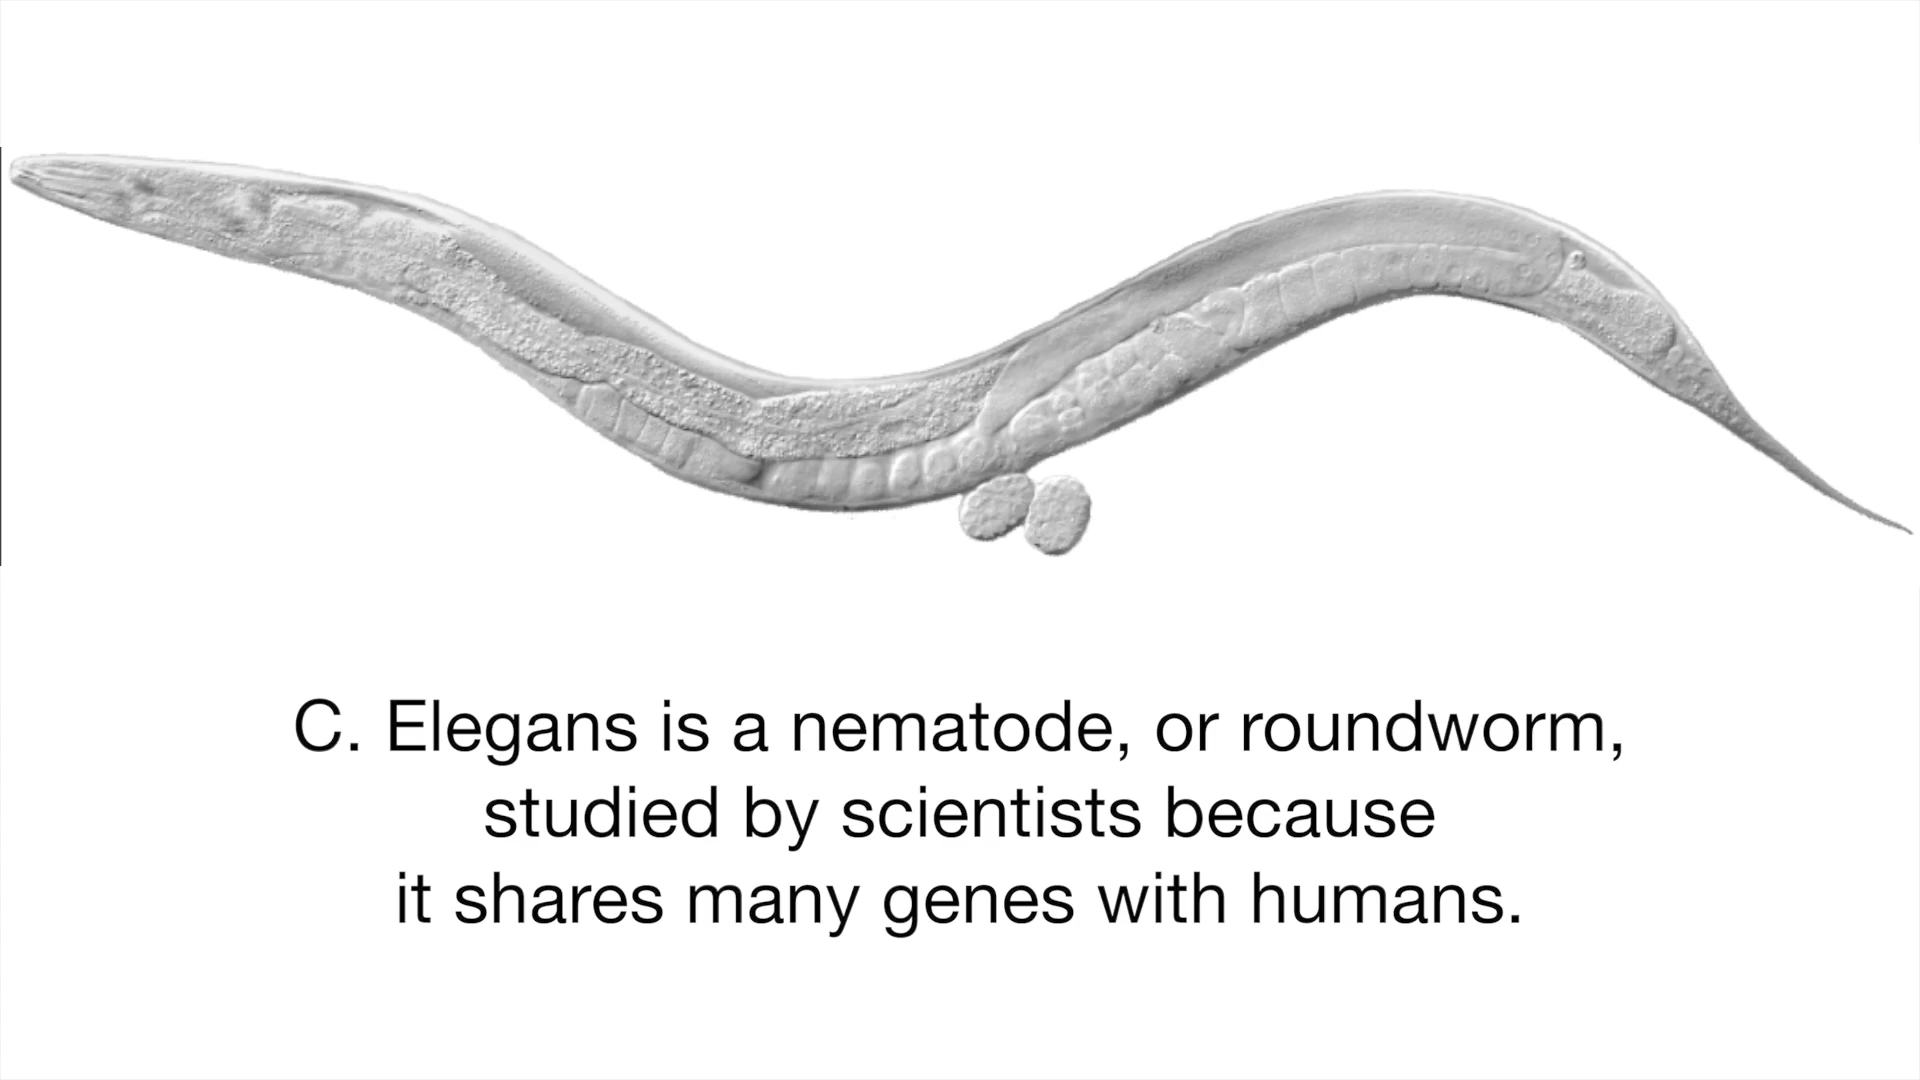 C. Elegans is a nematode, or roundworm,
studied by scientists because
it shares many genes with humans.